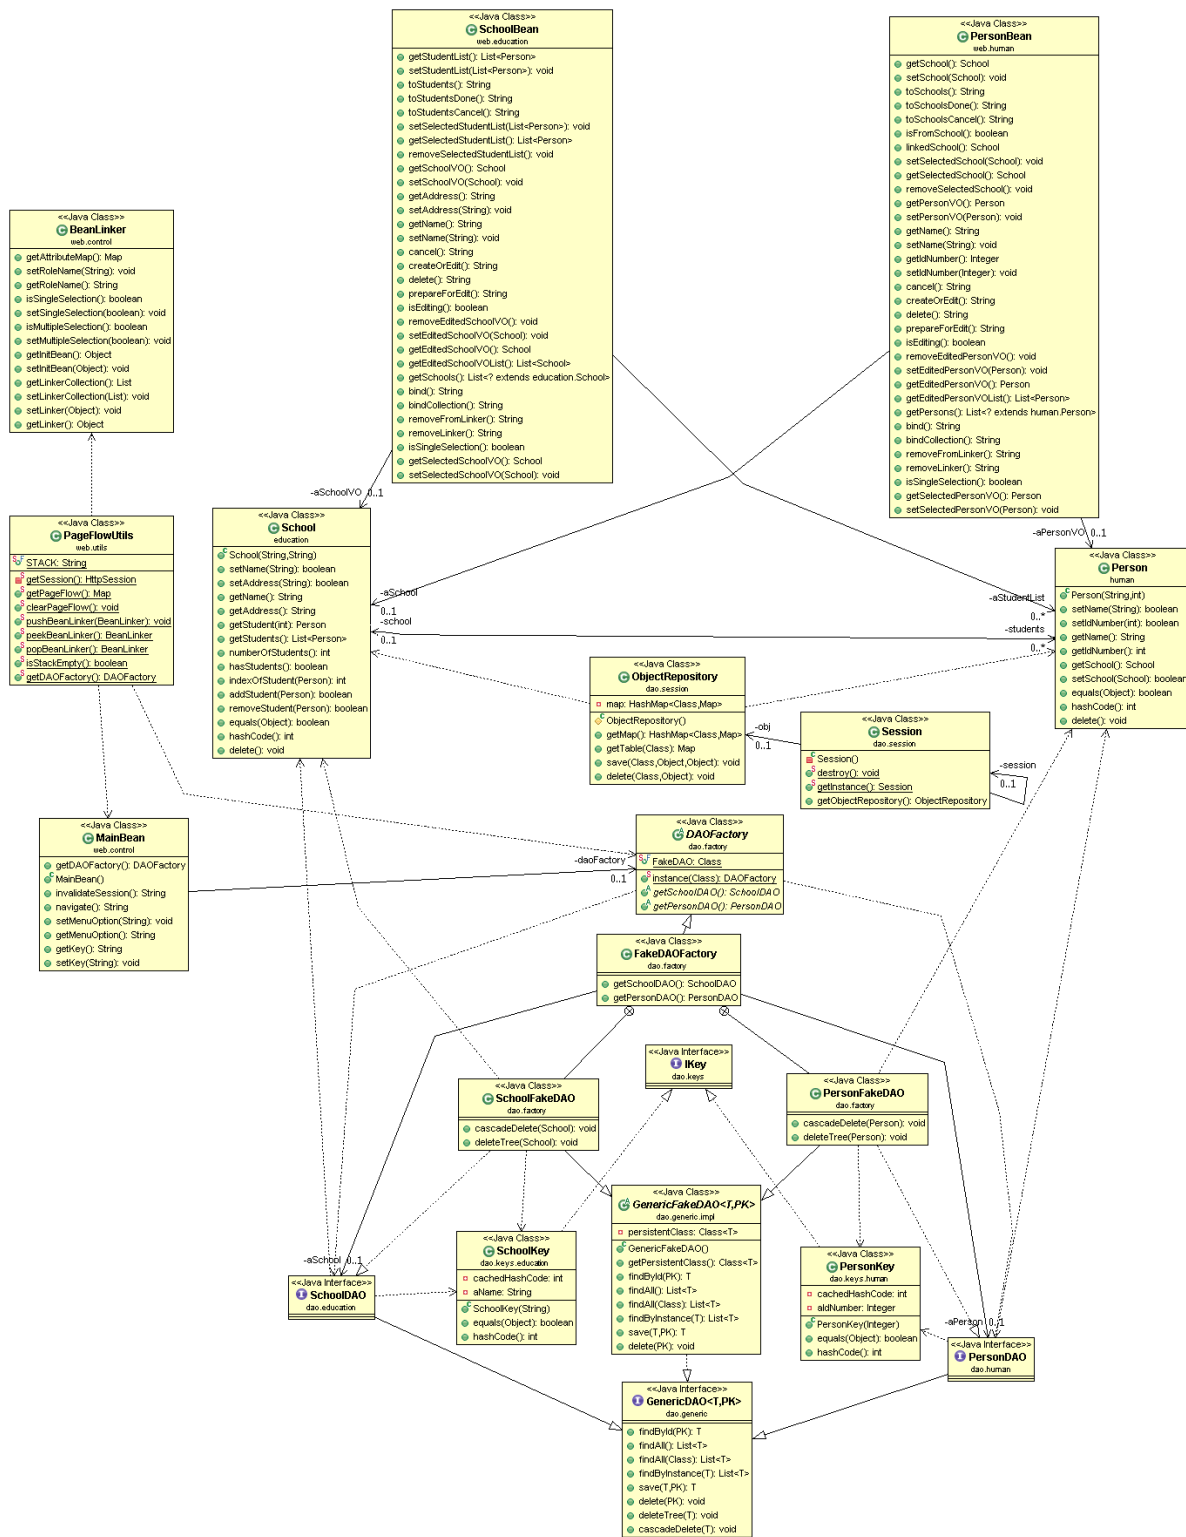 <<Java Class>>
SchoolBean
web.education
getStudentList(): List<Person>
setStudentList(List<Person>): void
toStudents(): String
toStudentsDone(): String
toStudentsCancel(): String
setSelectedStudentList(List<Person>): void
getSelectedStudentList(): List<Person>
removeSelectedStudentList(): void
getSchoolVO(): School
setSchoolVO(School): void
getAddress(): String
setAddress(String): void
getName(): String
setName(String): void
cancel(): String
createOrEdit(): String
delete(): String
prepareForEdit(): String
isEditing(): boolean
removeEditedSchoolVO(): void
setEditedSchoolVO(School): void
getEditedSchoolVO(): School
getEditedSchoolVOList(): List<School>
getSchools(): List<? extends education.School>
bind(): String
bindCollection(): String
removeFromLinker(): String
removeLinker(): String
isSingleSelection(): boolean
getSelectedSchoolVO(): School
setSelectedSchoolVO(School): void
<<Java Class>>
PersonBean
web.human
getSchool(): School
setSchool(School): void
toSchools(): String
toSchoolsDone(): String
toSchoolsCancel(): String
isFromSchool(): boolean
linkedSchool(): School
setSelectedSchool(School): void
getSelectedSchool(): School
removeSelectedSchool(): void
getPersonVO(): Person
setPersonVO(Person): void
getName(): String
setName(String): void
getIdNumber(): Integer
setIdNumber(Integer): void
cancel(): String
createOrEdit(): String
delete(): String
prepareForEdit(): String
isEditing(): boolean
removeEditedPersonVO(): void
setEditedPersonVO(Person): void
getEditedPersonVO(): Person
getEditedPersonVOList(): List<Person>
getPersons(): List<? extends human.Person>
bind(): String
bindCollection(): String
removeFromLinker(): String
removeLinker(): String
isSingleSelection(): boolean
getSelectedPersonVO(): Person
setSelectedPersonVO(Person): void
<<Java Class>>
BeanLinker
web.control
getAttributeMap(): Map
setRoleName(String): void
getRoleName(): String
isSingleSelection(): boolean
setSingleSelection(boolean): void
isMultipleSelection(): boolean
setMultipleSelection(boolean): void
getInitBean(): Object
setInitBean(Object): void
getLinkerCollection(): List
setLinkerCollection(List): void
setLinker(Object): void
getLinker(): Object
-aSchoolVO 0..1
-aPersonVO 0..1
<<Java Class>>
PageFlowUtils
web.utils
STACK: String
getSession(): HttpSession
getPageFlow(): Map
clearPageFlow(): void
pushBeanLinker(BeanLinker): void
peekBeanLinker(): BeanLinker
popBeanLinker(): BeanLinker
isStackEmpty(): boolean
getDAOFactory(): DAOFactory
<<Java Class>>
School
education
School(String,String)
setName(String): boolean
setAddress(String): boolean
getName(): String
getAddress(): String
getStudent(int): Person
getStudents(): List<Person>
numberOfStudents(): int
hasStudents(): boolean
indexOfStudent(Person): int
addStudent(Person): boolean
removeStudent(Person): boolean
equals(Object): boolean
hashCode(): int
delete(): void
-aSchool
0..1
-school
0..1
-aStudentList
0..*
-students
0..*
<<Java Class>>
Person
human
Person(String,int)
setName(String): boolean
setIdNumber(int): boolean
getName(): String
getIdNumber(): int
getSchool(): School
setSchool(School): boolean
equals(Object): boolean
hashCode(): int
delete(): void
<<Java Class>>
ObjectRepository
dao.session
map: HashMap<Class,Map>
ObjectRepository()
getMap(): HashMap<Class,Map>
getTable(Class): Map
save(Class,Object,Object): void
delete(Class,Object): void
-obj
0..1
<<Java Class>>
Session
dao.session
Session()
destroy(): void
getInstance(): Session
getObjectRepository(): ObjectRepository
-session
0..1
<<Java Class>>
MainBean
web.control
getDAOFactory(): DAOFactory
MainBean()
invalidateSession(): String
navigate(): String
setMenuOption(String): void
getMenuOption(): String
getKey(): String
setKey(String): void
-daoFactory
0..1
<<Java Class>>
DAOFactory
dao.factory
FakeDAO: Class
instance(Class): DAOFactory
getSchoolDAO(): SchoolDAO
getPersonDAO(): PersonDAO
<<Java Class>>
FakeDAOFactory
dao.factory
getSchoolDAO(): SchoolDAO
getPersonDAO(): PersonDAO
<<Java Interface>>
IKey
dao.keys
<<Java Class>>
SchoolFakeDAO
dao.factory
cascadeDelete(School): void
deleteTree(School): void
<<Java Class>>
PersonFakeDAO
dao.factory
cascadeDelete(Person): void
deleteTree(Person): void
<<Java Class>>
GenericFakeDAO<T,PK>
dao.generic.impl
persistentClass: Class<T>
GenericFakeDAO()
getPersistentClass(): Class<T>
findById(PK): T
findAll(): List<T>
findAll(Class): List<T>
findByInstance(T): List<T>
save(T,PK): T
delete(PK): void
<<Java Class>>
SchoolKey
dao.keys.education
cachedHashCode: int
aName: String
SchoolKey(String)
equals(Object): boolean
hashCode(): int
<<Java Class>>
PersonKey
dao.keys.human
cachedHashCode: int
aIdNumber: Integer
PersonKey(Integer)
equals(Object): boolean
hashCode(): int
-aSchool 0..1
<<Java Interface>>
SchoolDAO
dao.education
-aPerson 0..1
<<Java Interface>>
PersonDAO
dao.human
<<Java Interface>>
GenericDAO<T,PK>
dao.generic
findById(PK): T
findAll(): List<T>
findAll(Class): List<T>
findByInstance(T): List<T>
save(T,PK): T
delete(PK): void
deleteTree(T): void
cascadeDelete(T): void